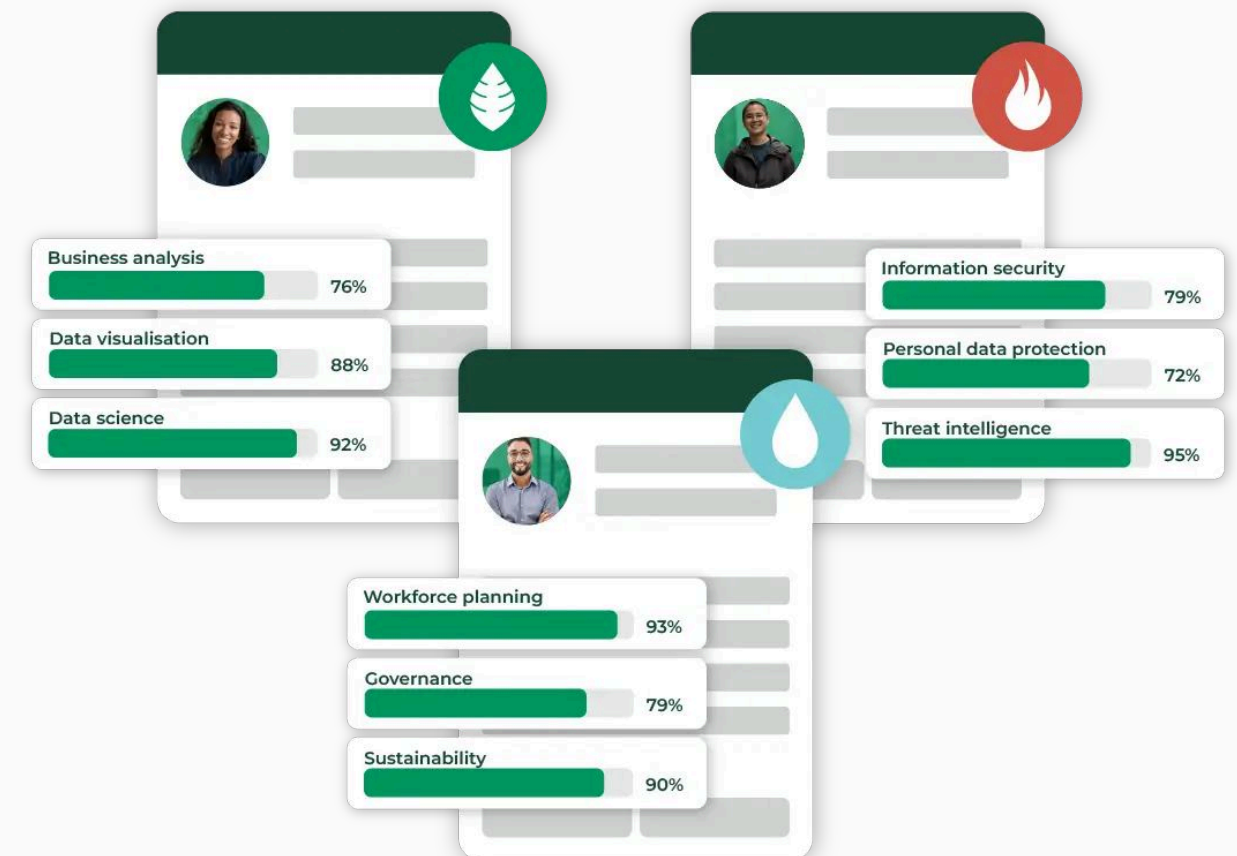 Business analysis
76%
Data visualisation
88%
Data science
92%
Information security
79%
Personal data protection
72%
Threat intelligence
95%
Workforce planning
93%
Governance
79%
Sustainability
90%